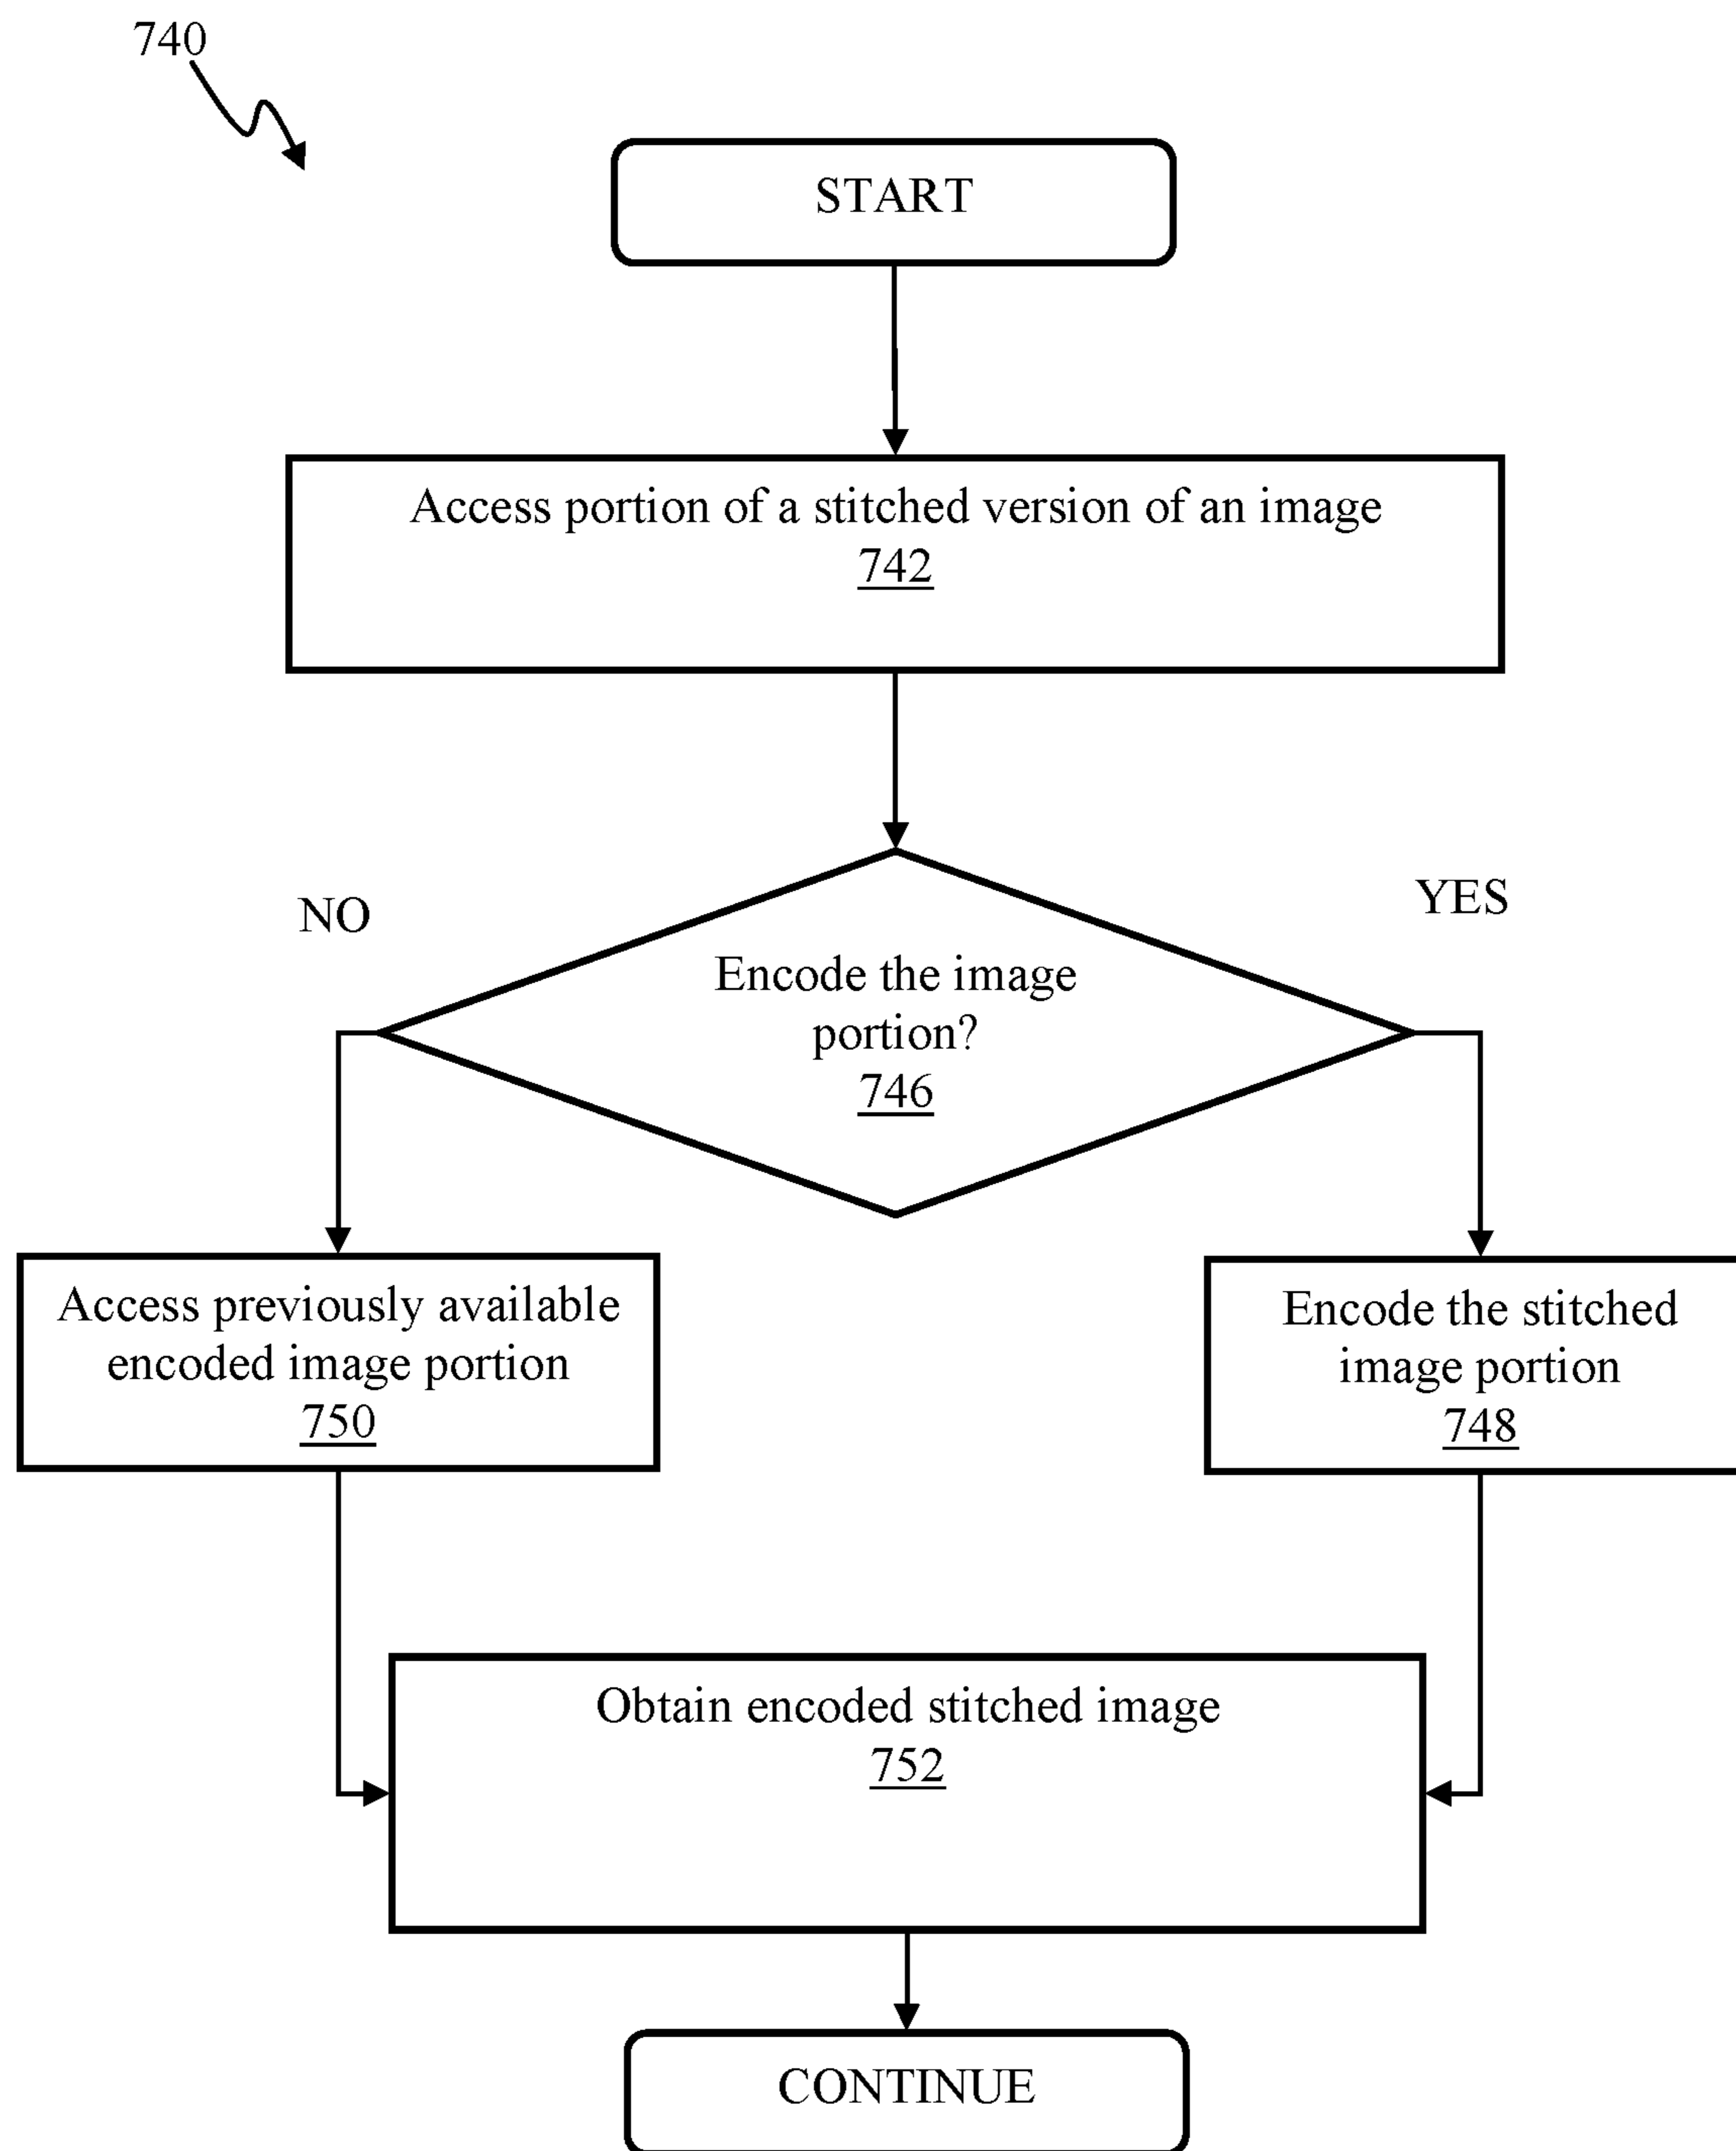 740
START
Access portion of a stitched version of an image
742
NO
YES
Encode the image
portion?
746
Access previously available
encoded image portion
750
Encode the stitched
image portion
748
Obtain encoded stitched image
752
CONTINUE